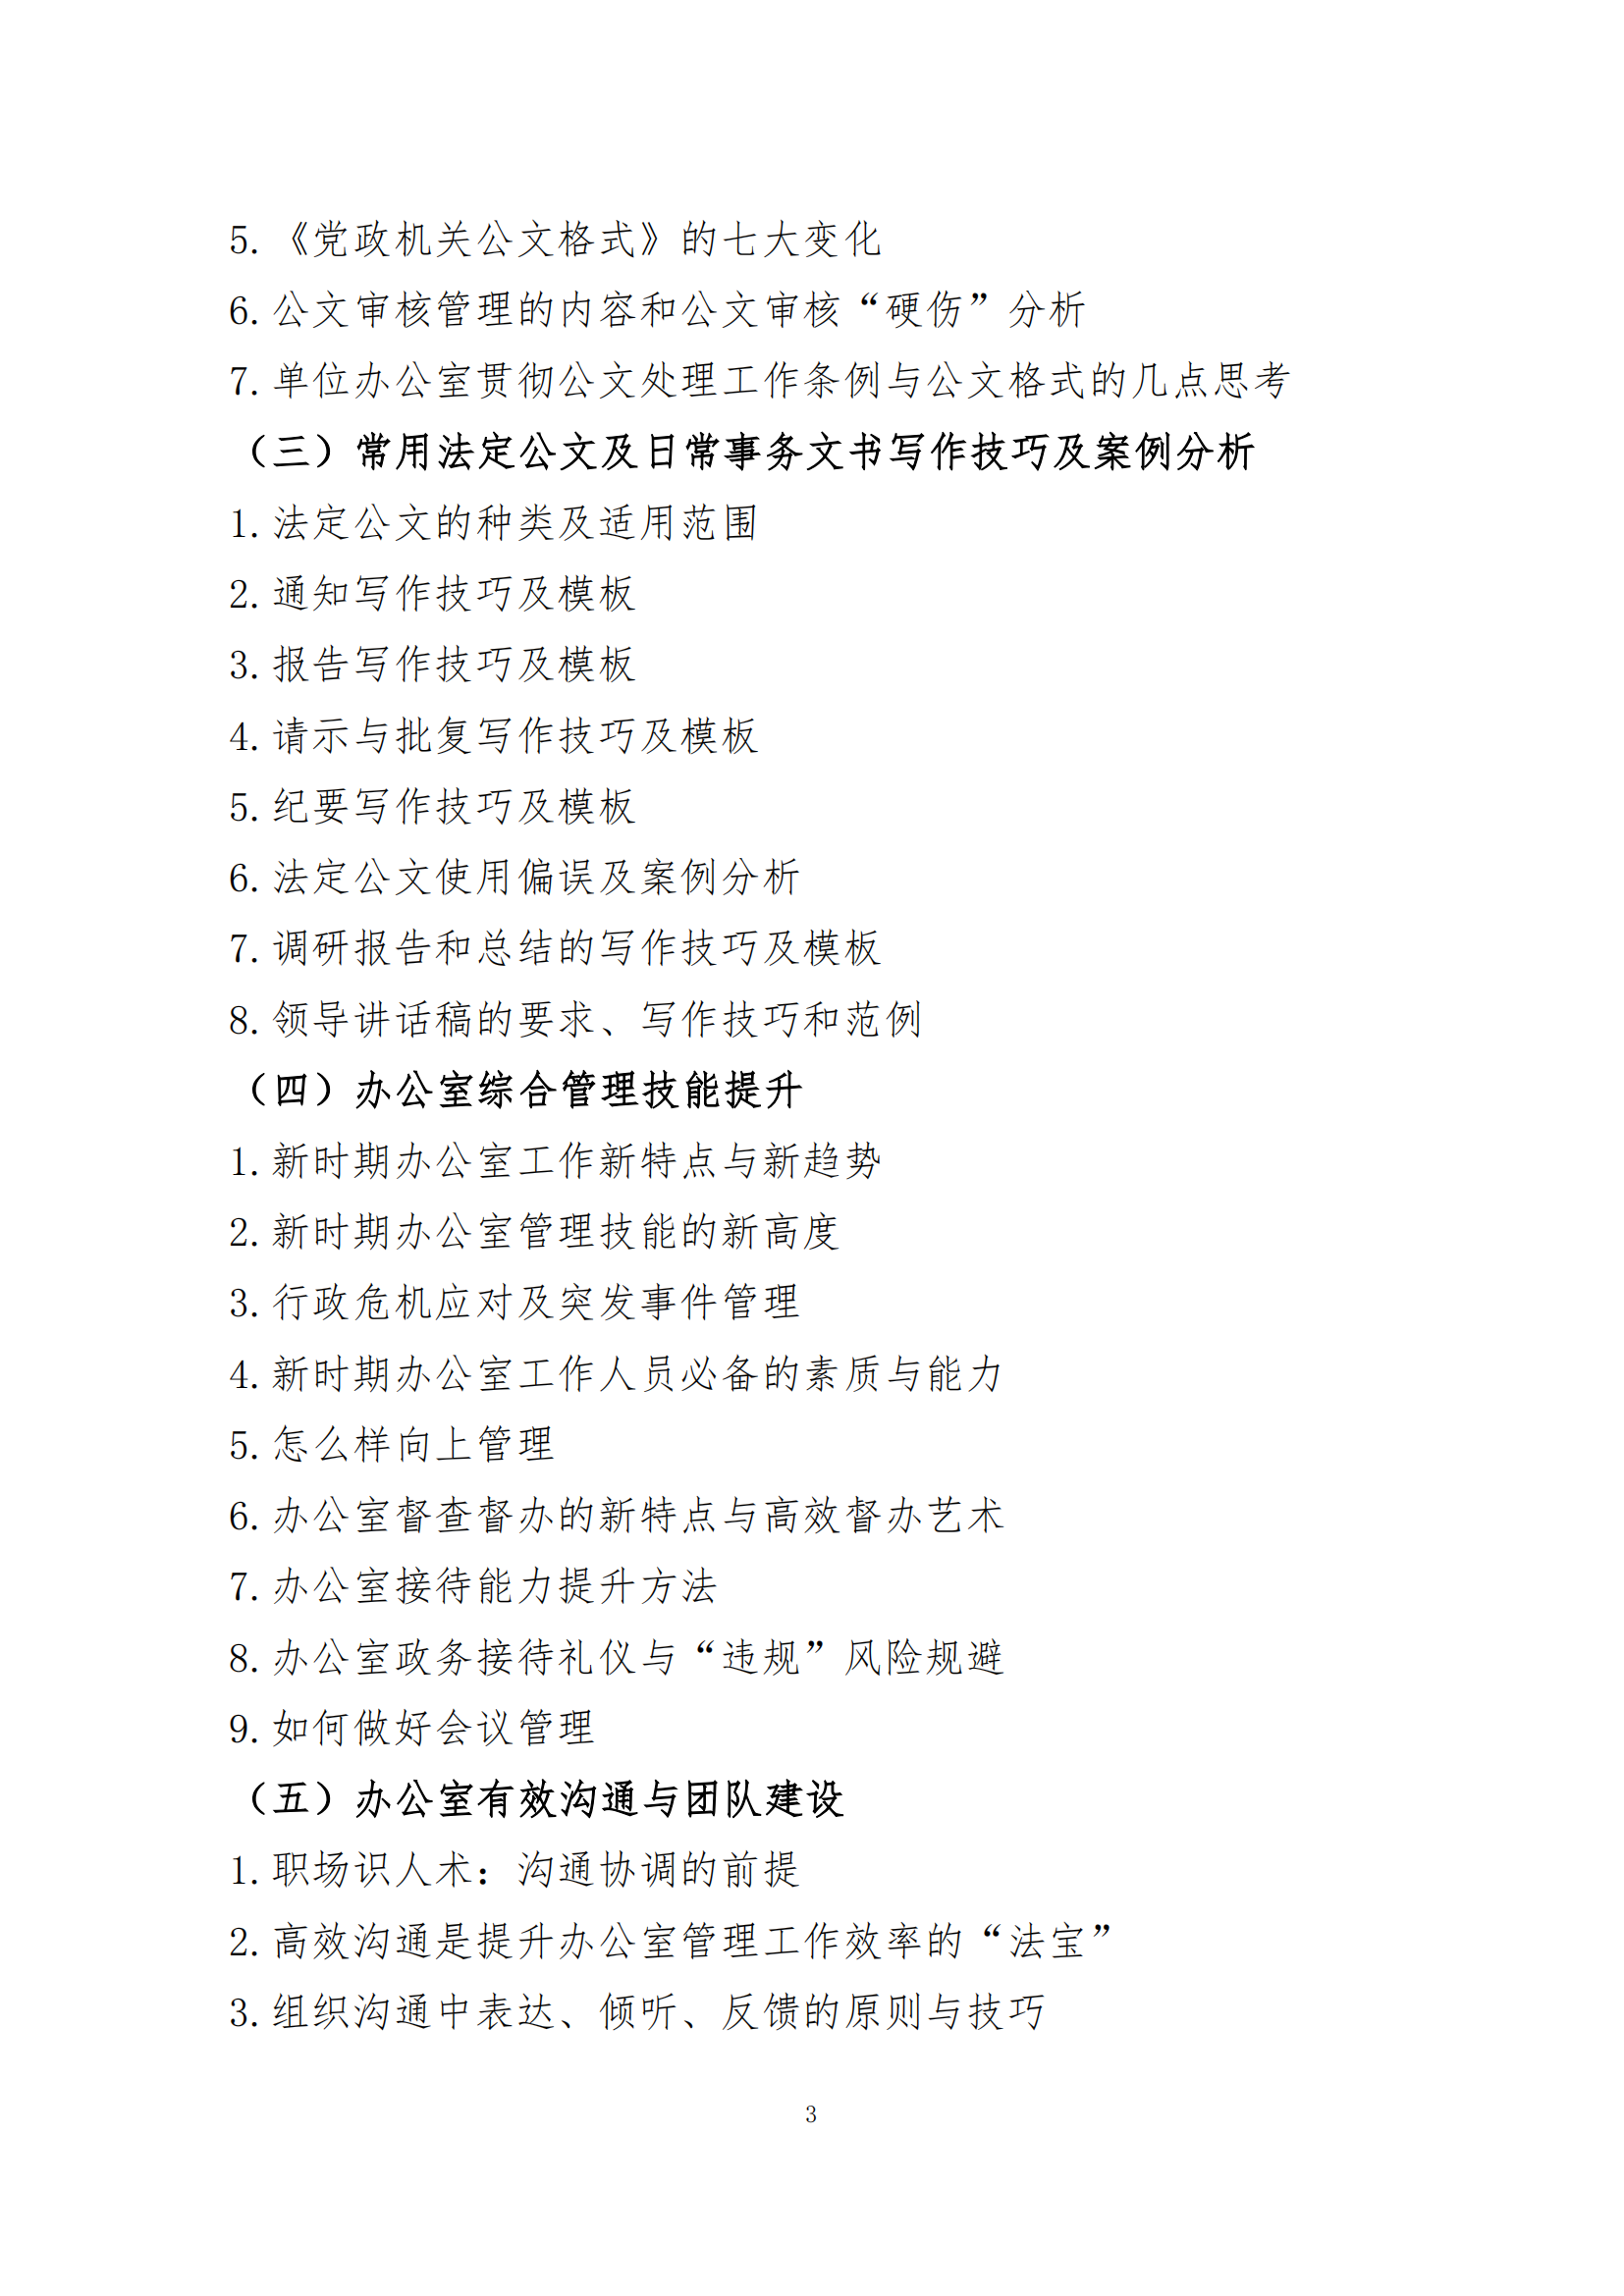 5.《党政机关公文格式》的七大变化
6.公文审核管理的内容和公文审核“硬伤”分析
7.单位办公室贯彻公文处理工作条例与公文格式的几点思考
（三）常用法定公文及日常事务文书写作技巧及案例分析
1.法定公文的种类及适用范围
2.通知写作技巧及模板
3.报告写作技巧及模板
4.请示与批复写作技巧及模板
5.纪要写作技巧及模板
6.法定公文使用偏误及案例分析
7.调研报告和总结的写作技巧及模板
8.领导讲话稿的要求、写作技巧和范例
（四）办公室综合管理技能提升
1.新时期办公室工作新特点与新趋势
2.新时期办公室管理技能的新高度
3.行政危机应对及突发事件管理
4.新时期办公室工作人员必备的素质与能力
5.怎么样向上管理
6.办公室督查督办的新特点与高效督办艺术
7.办公室接待能力提升方法
8.办公室政务接待礼仪与“违规”风险规避
9.如何做好会议管理
（五）办公室有效沟通与团队建设
1.职场识人术：沟通协调的前提
2.高效沟通是提升办公室管理工作效率的“法宝”
3.组织沟通中表达、倾听、反馈的原则与技巧
3